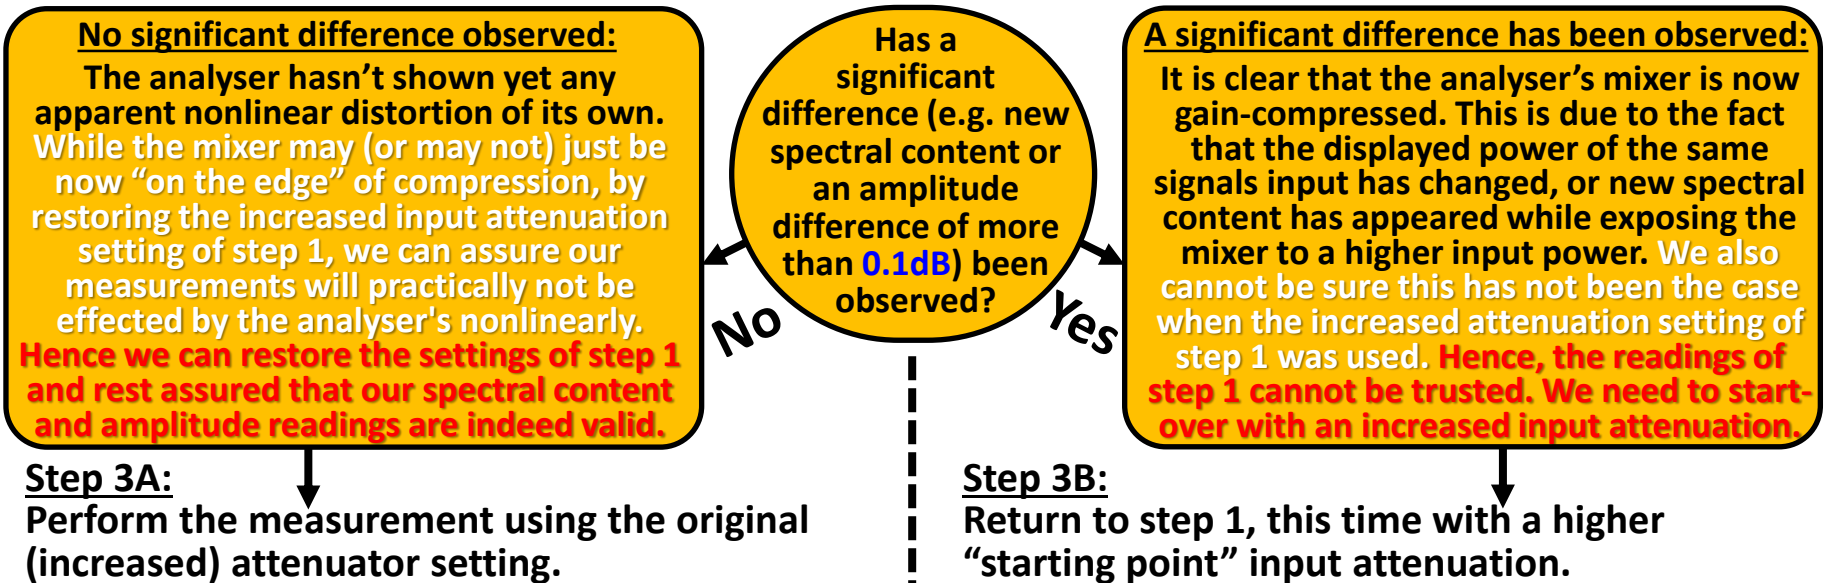 No significant difference observed:
The analyser hasn't shown yet any
apparent nonlinear distortion of its own.
While the mixer may (or may not) just be
now “on the edge” of compression, by
restoring the increased input attenuation
setting of step 1, we can assure our
measurements will practically not be
effected by the analyser's nonlinearly.
Hence we can restore the settings of step 1
and rest assured that our spectral content
and amplitude readings are indeed valid.
Has a
significant
difference (e.g. new
spectral content or
an amplitude
difference of more
than 0.1dB) been
observed?
No
Yes
A significant difference has been observed:
It is clear that the analyser’s mixer is now
gain-compressed. This is due to the fact
that the displayed power of the same
signals input has changed, or new spectral
content has appeared while exposing the
mixer to a higher input power. We also
cannot be sure this has not been the case
when the increased attenuation setting of
step 1 was used. Hence, the readings of
step 1 cannot be trusted. We need to start-
over with an increased input attenuation.
Step 3A:
Perform the measurement using the original
(increased) attenuator setting.
Step 3B:
Return to step 1, this time with a higher
“starting point” input attenuation.